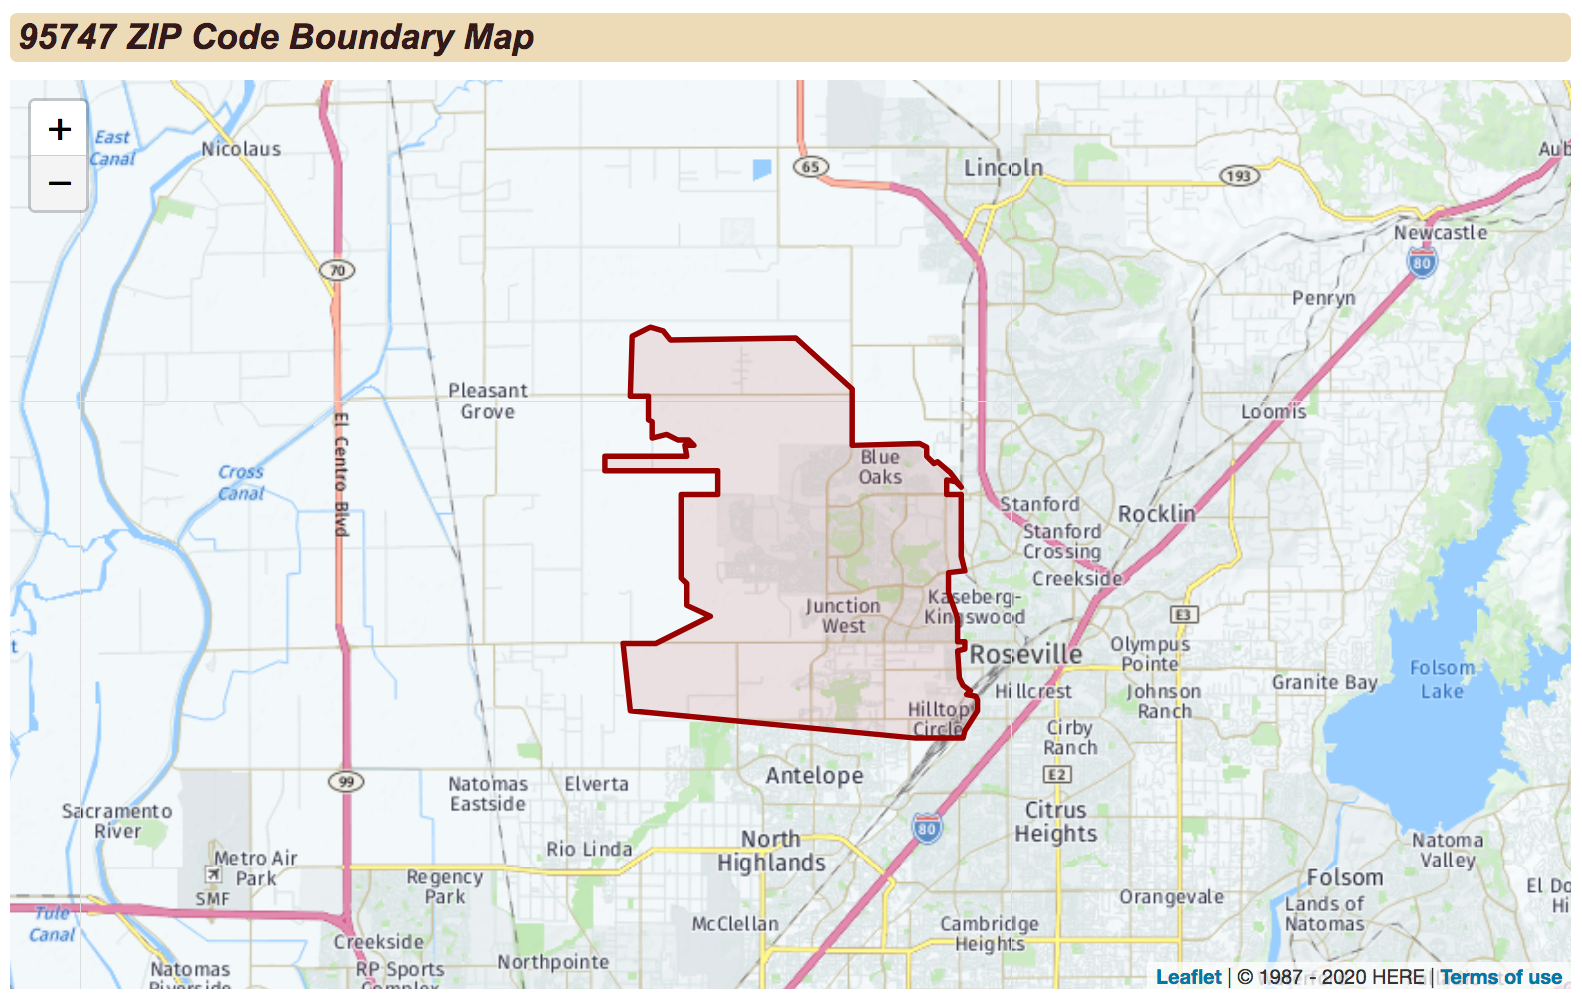 95747 ZIP Code Boundary Map
+
−
East
Canal
Nicolaus
65
Lincoln
193
Newcastle
80
70
Penryn
Pleasant
Grove
Loomis
El Centro Blvd
Cross
Canal
Blue
Oaks
Stanford
Rocklin
Stanford
Crossing
Creekside
Junction
West
Kaseberg-
Kingswood
E3
Roseville
Olympus
Pointe
Folsom
Lake
Hillcrest
Johnson
Ranch
Granite Bay
Hilltop
Circle
Cirby
Ranch
99
Natomas
Eastside
Elverta
Antelope
E2
Sacramento
River
Citrus
Heights
80
North
Highlands
Rio Linda
Natoma
Valley
Metro Air
Park
SMF
Regency
Park
Folsom
Orangevale
Lands of
Natomas
Tule
Canal
McClellan
Cambridge
Heights
Creekside
Northpointe
RP Sports
Complex
Natomas
Riverside
Leaflet | © 1987 - 2020 HERE | Terms of use